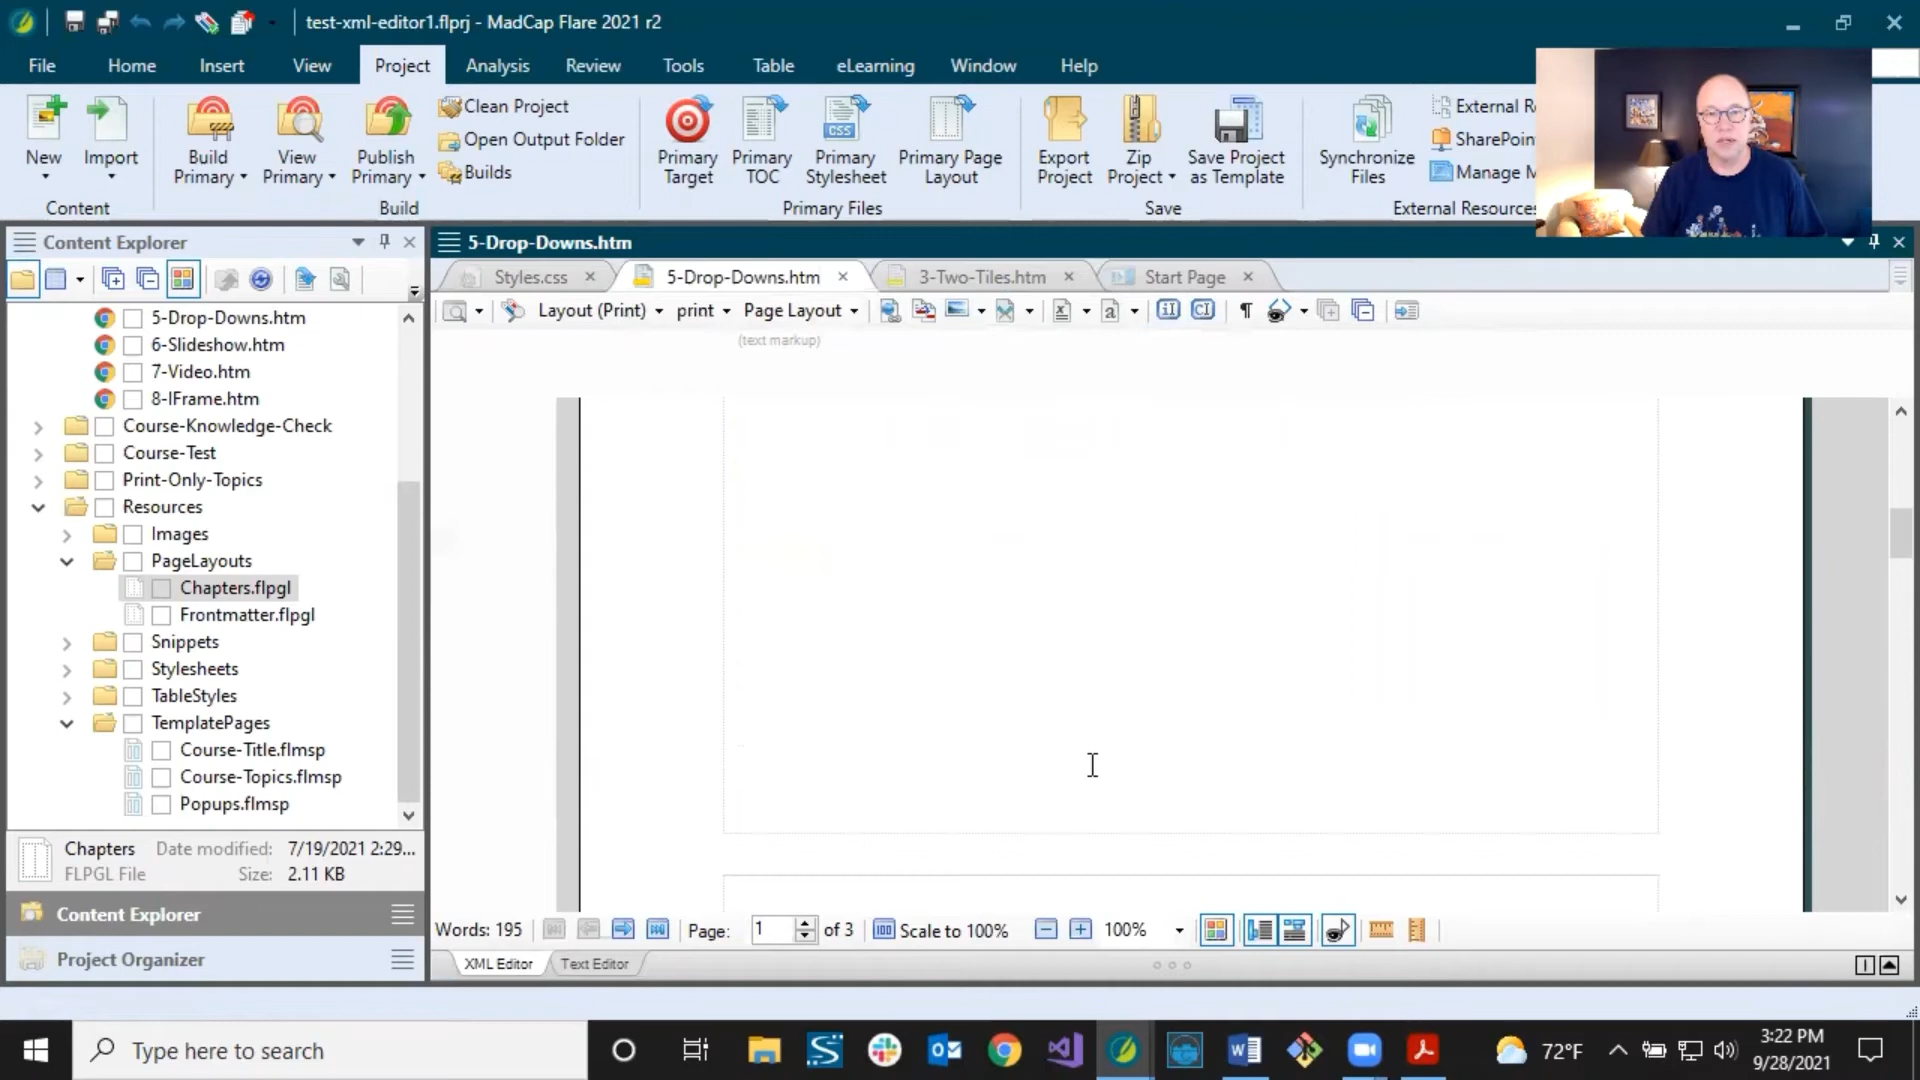 test-xml-editor1.flprj - MadCap Flare 2021 r2
File Home Insert View Project Analysis Review Tools Table eLearning Window Help
New
Import
Content
Build Primary
View Primary
Publish Primary
Clean Project
Open Output Folder
Builds
Build
Primary Target
Primary TOC
CSS
Primary Stylesheet
Primary Page Layout
Primary Files
Export Project
Zip Project
Save Project as Template
Save
Synchronize Files
External R
SharePoin
Manage M
External Resources
Content Explorer
5-Drop-Downs.htm
Styles.css
5-Drop-Downs.htm
3-Two-Tiles.htm
Start Page
Layout (Print)
print
Page Layout
(text markup)
5-Drop-Downs.htm
6-Slideshow.htm
7-Video.htm
8-IFrame.htm
Course-Knowledge-Check
Course-Test
Print-Only-Topics
Resources
Images
PageLayouts
Chapters.flpgl
Frontmatter.flpgl
Snippets
Stylesheets
TableStyles
TemplatePages
Course-Title.flmsp
Course-Topics.flmsp
Popups.flmsp
Chapters Date modified: 7/19/2021 2:29...
FLPGL File Size: 2.11 KB
Content Explorer
Project Organizer
Words: 195 Page: 1 of 3 Scale to 100% 100%
XML Editor Text Editor
Type here to search
72°F
3:22 PM
9/28/2021